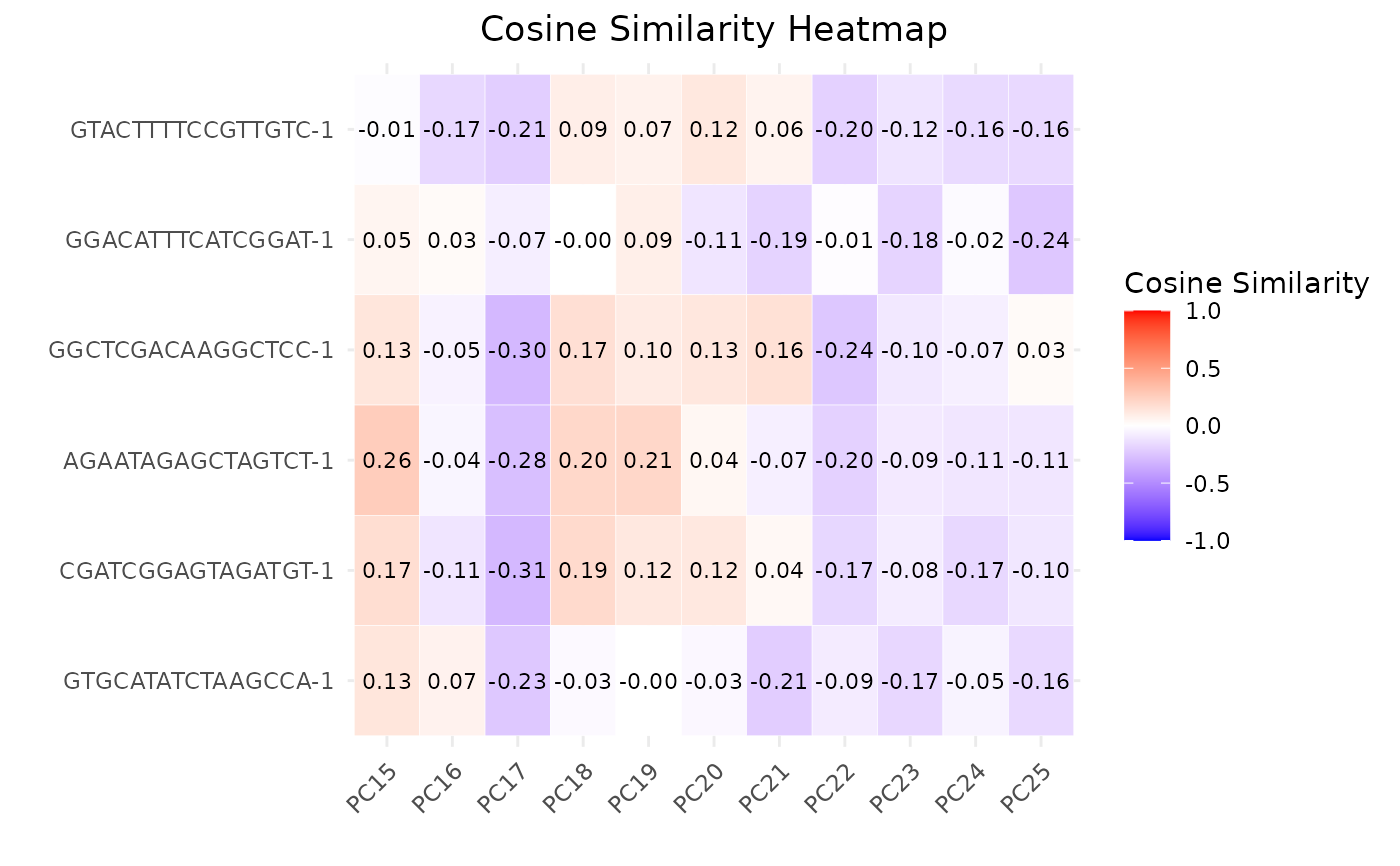 Cosine Similarity Heatmap
GTACTTTTCCGTTGTC-1 -0.01 -0.17 -0.21 0.09 0.07 0.12 0.06 -0.20 -0.12 -0.16 -0.16
GGACATTTCATCGGAT-1 0.05 0.03 -0.07 -0.00 0.09 -0.11 -0.19 -0.01 -0.18 -0.02 -0.24
GGCTCGACAAGGCTCC-1 0.13 -0.05 -0.30 0.17 0.10 0.13 0.16 -0.24 -0.10 -0.07 0.03
AGAATAGAGCTAGTCT-1 0.26 -0.04 -0.28 0.20 0.21 0.04 -0.07 -0.20 -0.09 -0.11 -0.11
CGATCGGAGTAGATGT-1 0.17 -0.11 -0.31 0.19 0.12 0.12 0.04 -0.17 -0.08 -0.17 -0.10
GTGCATATCTAAGCCA-1 0.13 0.07 -0.23 -0.03 -0.00 -0.03 -0.21 -0.09 -0.17 -0.05 -0.16
PC15 PC16 PC17 PC18 PC19 PC20 PC21 PC22 PC23 PC24 PC25
Cosine Similarity
1.0
0.5
0.0
-0.5
-1.0